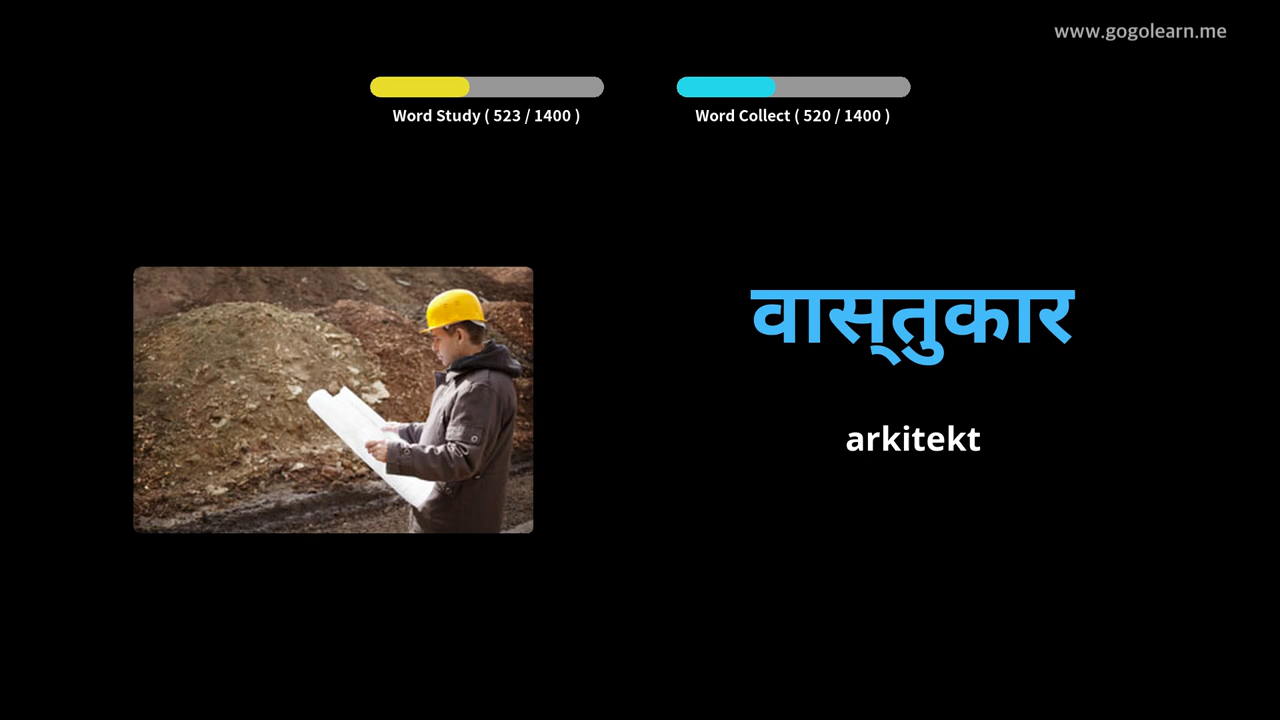 www.gogolearn.me
Word Study ( 523 / 1400 )
Word Collect ( 520 / 1400 )
वास्‌तुकार
arkitekt